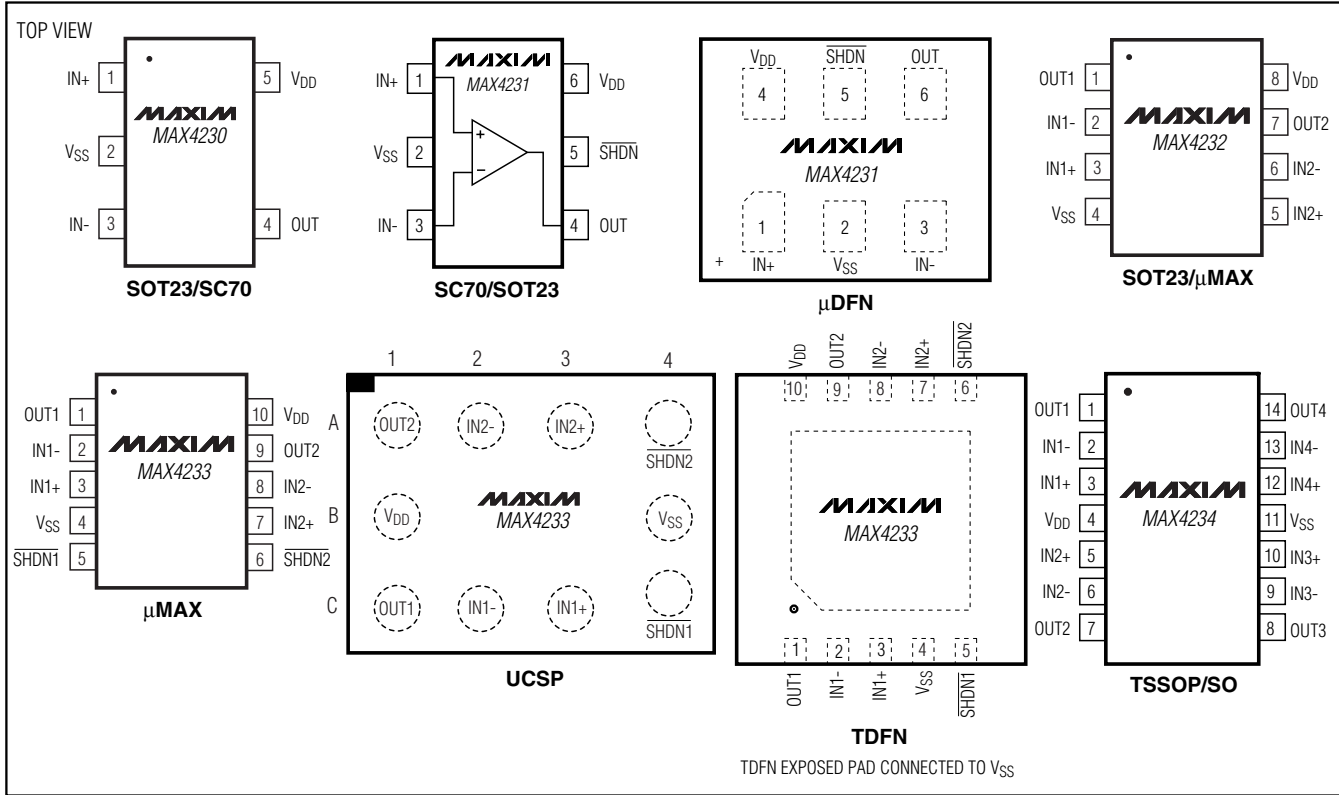 TOP VIEW
IN+ 1
VSS 2
IN- 3
5 VDD
4 OUT
MAXIM
MAX4230
SOT23/SC70
IN+ 1
VSS 2
IN- 3
6 VDD
5 SHDN
4 OUT
MAXIM
MAX4231
+
−
SC70/SOT23
VDD SHDN OUT
4 5 6
MAXIM
MAX4231
1 2 3
+ IN+ VSS IN-
µDFN
OUT1 1
IN1- 2
IN1+ 3
VSS 4
8 VDD
7 OUT2
6 IN2-
5 IN2+
MAXIM
MAX4232
SOT23/µMAX
OUT1 1
IN1- 2
IN1+ 3
VSS 4
SHDN1 5
10 VDD
9 OUT2
8 IN2-
7 IN2+
6 SHDN2
MAXIM
MAX4233
µMAX
1 2 3 4
A OUT2 IN2- IN2+ SHDN2
B VDD VSS
MAXIM
MAX4233
C OUT1 IN1- IN1+ SHDN1
UCSP
VDD OUT2 IN2- IN2+ SHDN2
10 9 8 7 6
MAXIM
MAX4233
1 2 3 4 5
OUT1 IN1- IN1+ VSS SHDN1
TDFN
TDFN EXPOSED PAD CONNECTED TO VSS
OUT1 1
IN1- 2
IN1+ 3
VDD 4
IN2+ 5
IN2- 6
OUT2 7
14 OUT4
13 IN4-
12 IN4+
11 VSS
10 IN3+
9 IN3-
8 OUT3
MAXIM
MAX4234
TSSOP/SO